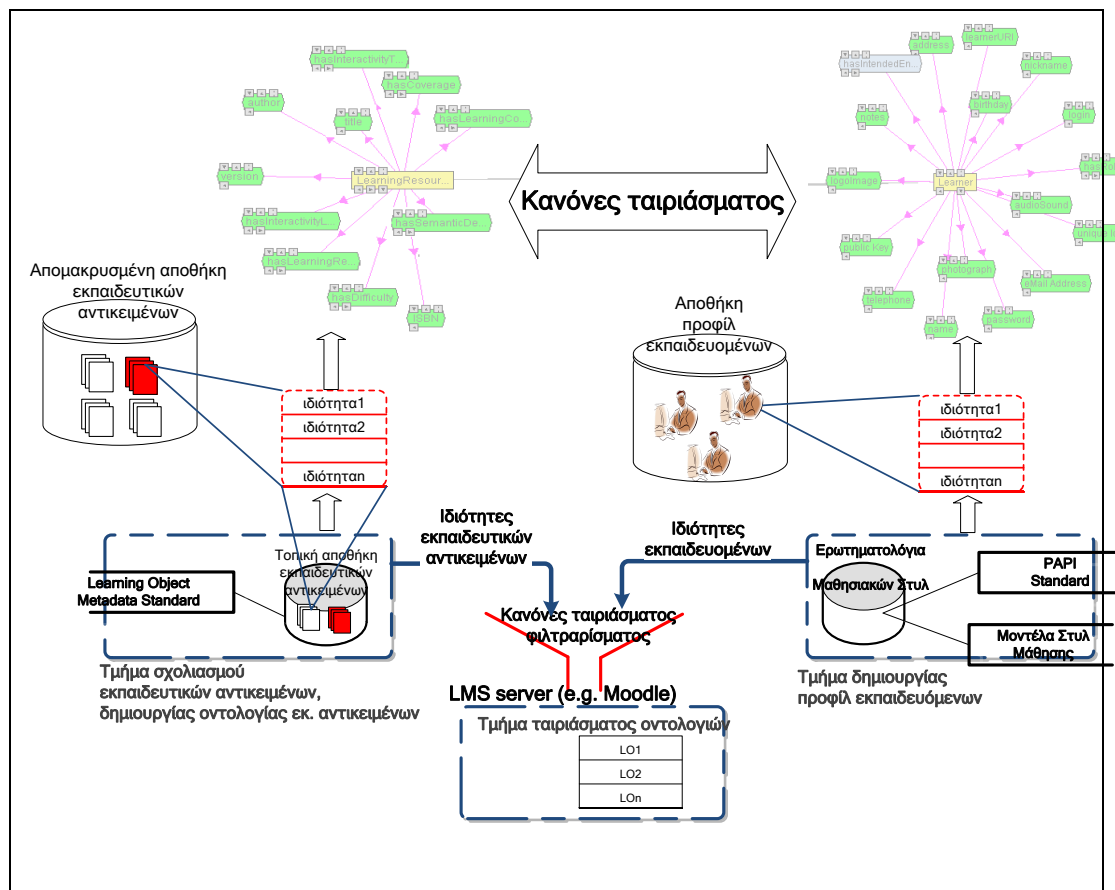 hasInteractivityT...
hasCoverage
author
title
hasLearningCo...
version
LearningResour...
hasInteractivityL...
hasSemanticDe...
hasLearningRe...
hasDifficulty
ISBN
Κανόνες ταιριάσματος
learnerURI
address
hasIntendedEn...
nickname
birthday
notes
login
logoImage
Learner
audioSound
public Key
photograph
eMail Address
telephone
name
password
Απομακρυσμένη αποθήκη
εκπαιδευτικών
αντικειμένων
Αποθήκη
προφίλ
εκπαιδευομένων
ιδιότητα1
ιδιότητα2
ιδιότηταn
ιδιότητα1
ιδιότητα2
ιδιότηταn
Ιδιότητες
εκπαιδευτικών
αντικειμένων
Ιδιότητες
εκπαιδευομένων
Τοπική αποθήκη
εκπαιδευτικών
αντικειμένων
Learning Object
Metadata Standard
Ερωτηματολόγια
Μαθησιακών Στυλ
PAPI
Standard
Μοντέλα Στυλ
Μάθησης
Κανόνες ταιριάσματος
φιλτραρίσματος
Τμήμα σχολιασμού
εκπαιδευτικών αντικειμένων,
δημιουργίας οντολογίας εκ. αντικειμένων
Τμήμα δημιουργίας
προφίλ εκπαιδευόμενων
LMS server (e.g. Moodle)
Τμήμα ταιριάσματος οντολογιών
LO1
LO2
LOn